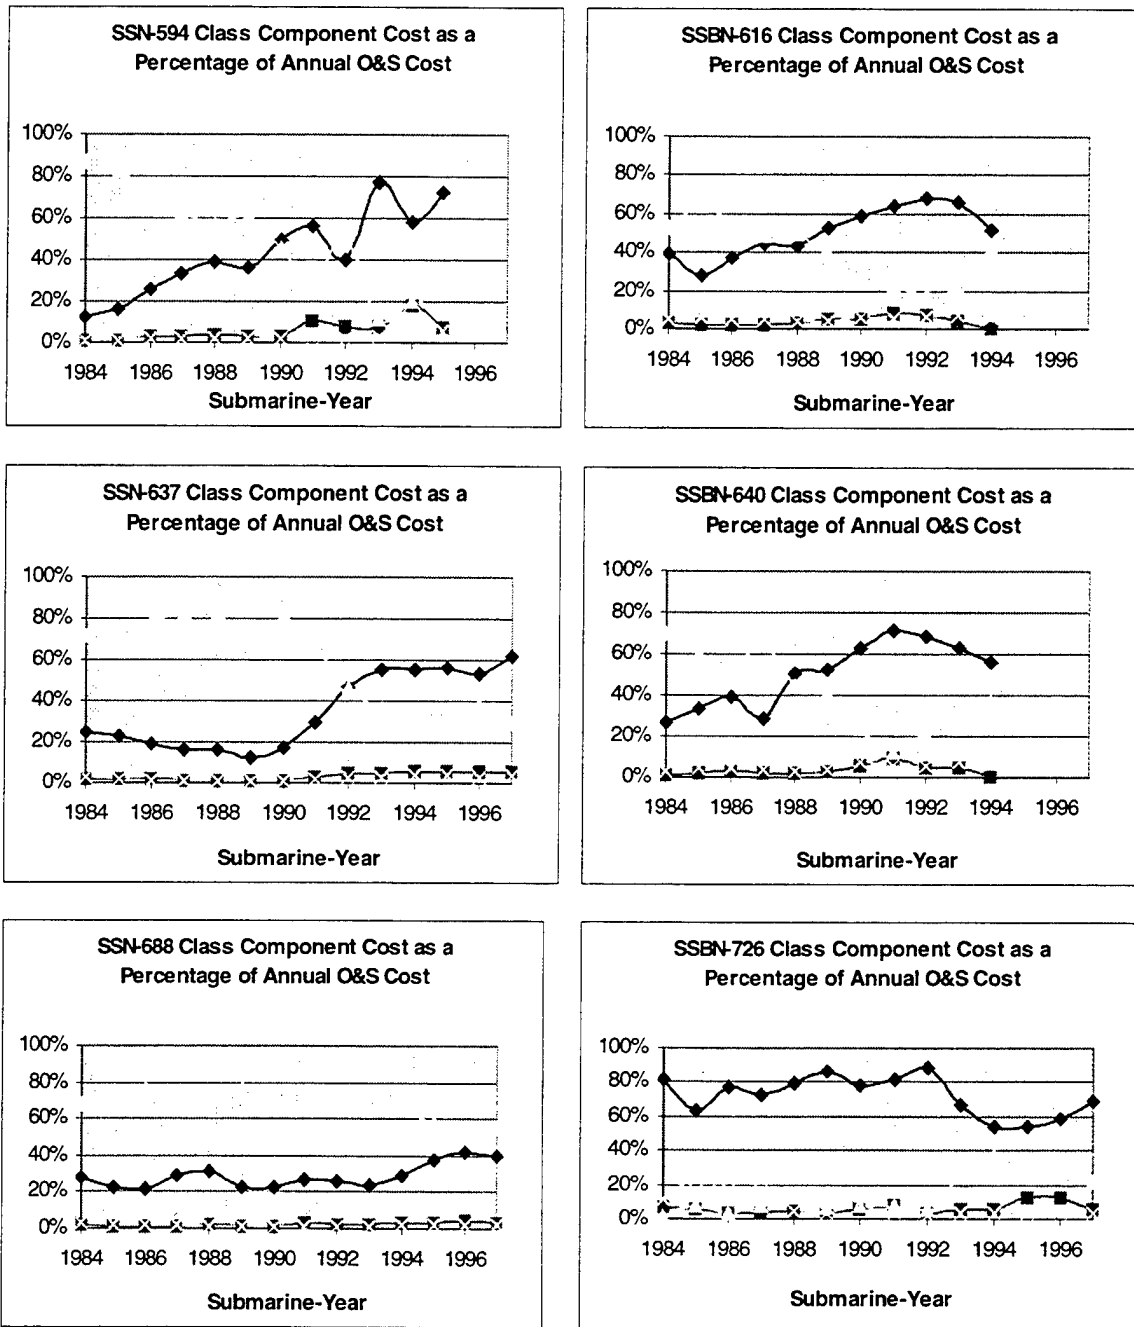 SSN-594 Class Component Cost as a
Percentage of Annual O&S Cost
100%
80%
60%
40%
20%
0%
1984 1986 1988 1990 1992 1994 1996
Submarine-Year
SSBN-616 Class Component Cost as a
Percentage of Annual O&S Cost
100%
80%
60%
40%
20%
0%
1984 1986 1988 1990 1992 1994 1996
Submarine-Year
SSN-637 Class Component Cost as a
Percentage of Annual O&S Cost
100%
80%
60%
40%
20%
0%
1984 1986 1988 1990 1992 1994 1996
Submarine-Year
SSBN-640 Class Component Cost as a
Percentage of Annual O&S Cost
100%
80%
60%
40%
20%
0%
1984 1986 1988 1990 1992 1994 1996
Submarine-Year
SSN-688 Class Component Cost as a
Percentage of Annual O&S Cost
100%
80%
60%
40%
20%
0%
1984 1986 1988 1990 1992 1994 1996
Submarine-Year
SSBN-726 Class Component Cost as a
Percentage of Annual O&S Cost
100%
80%
60%
40%
20%
0%
1984 1986 1988 1990 1992 1994 1996
Submarine-Year